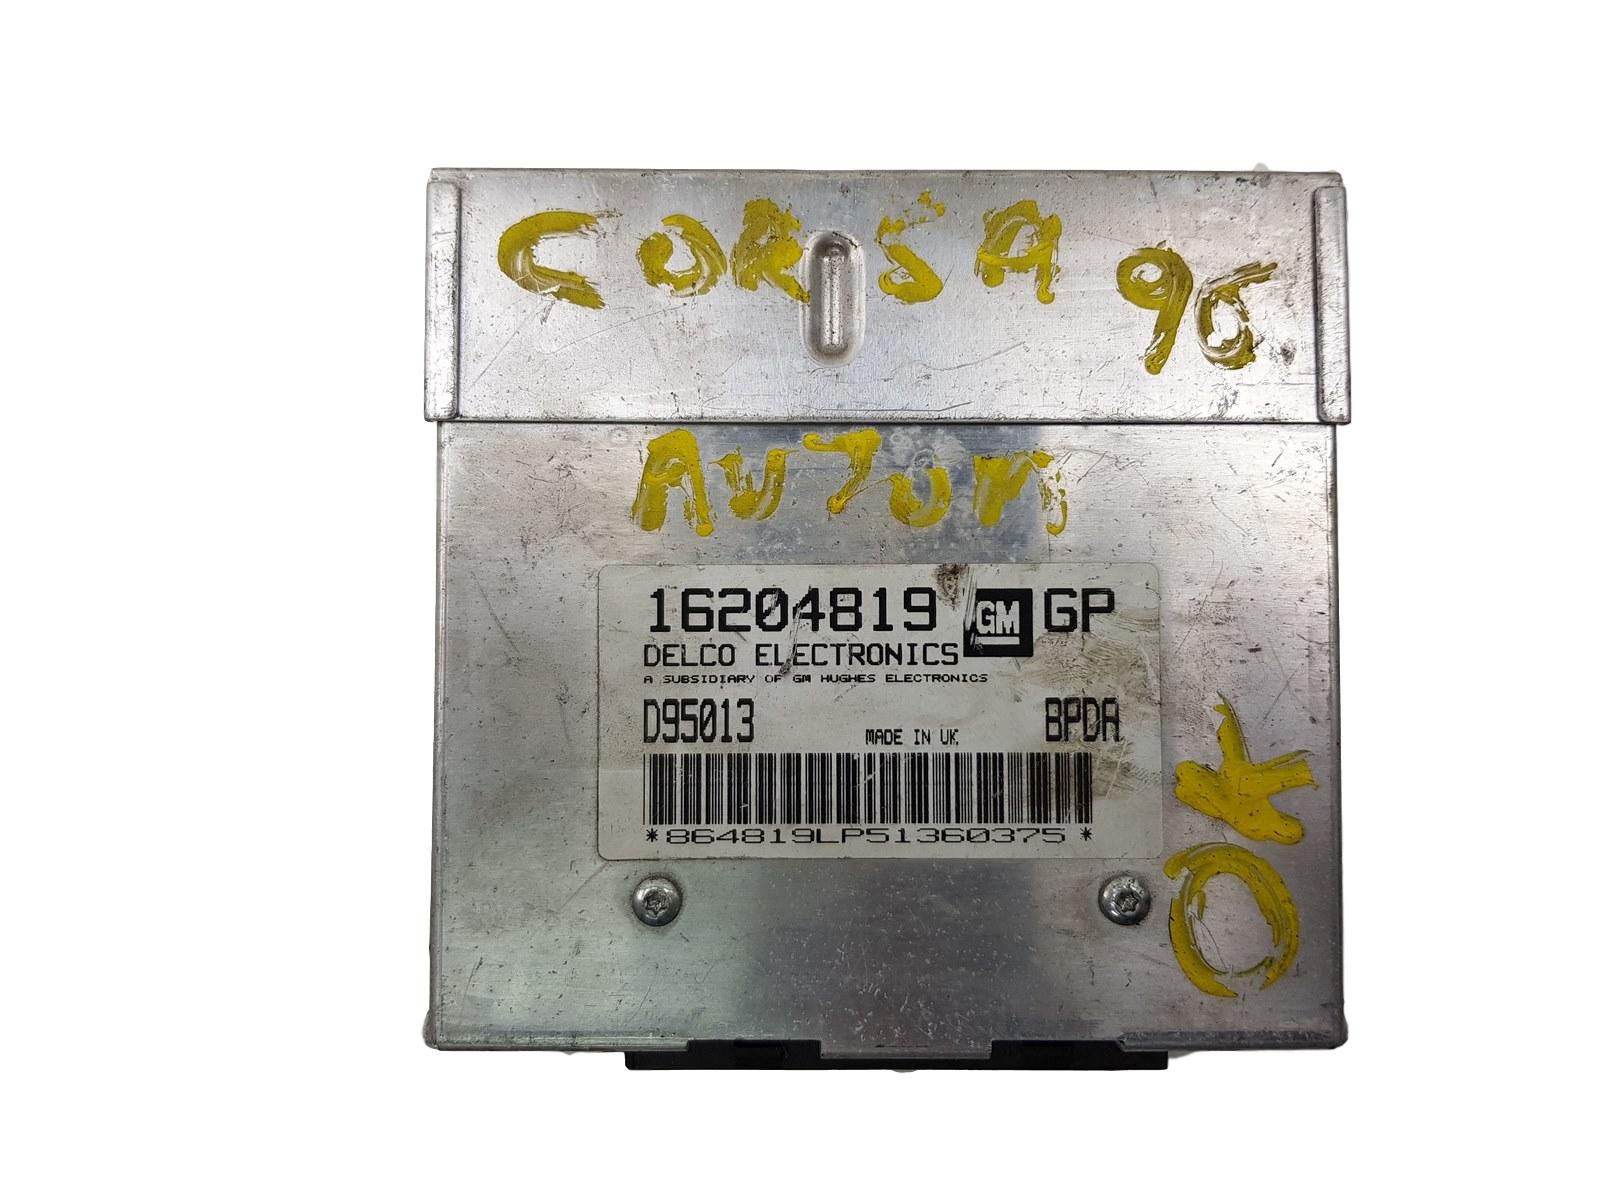 CORSA 96
AUTOM
16204819 GM GP
DELCO ELECTRONICS
A SUBSIDIARY OF GM HUGHES ELECTRONICS
D95013 MADE IN UK BPDA
*864819LP51360375*
OK